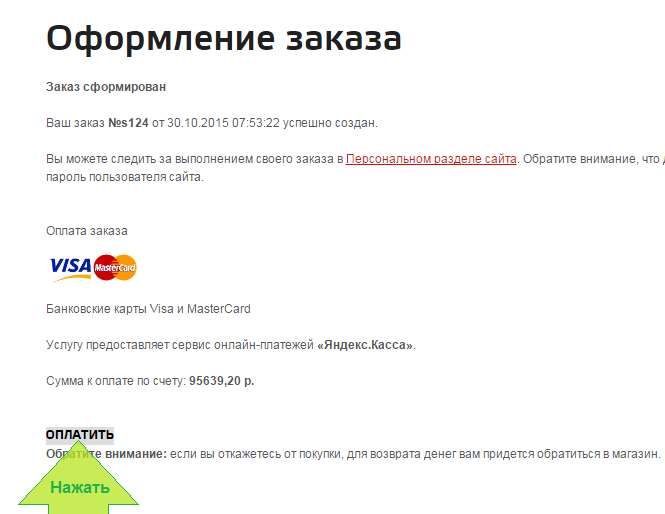 Оформление заказа
Заказ сформирован
Ваш заказ №s124 от 30.10.2015 07:53:22 успешно создан.
Вы можете следить за выполнением своего заказа в Персональном разделе сайта. Обратите внимание, что
пароль пользователя сайта.
Оплата заказа
VISA MasterCard
Банковские карты Visa и MasterCard
Услугу предоставляет сервис онлайн-платежей «Яндекс.Касса».
Сумма к оплате по счету: 95639,20 р.
ОПЛАТИТЬ
Обратите внимание: если вы откажетесь от покупки, для возврата денег вам придется обратиться в магазин.
Нажать